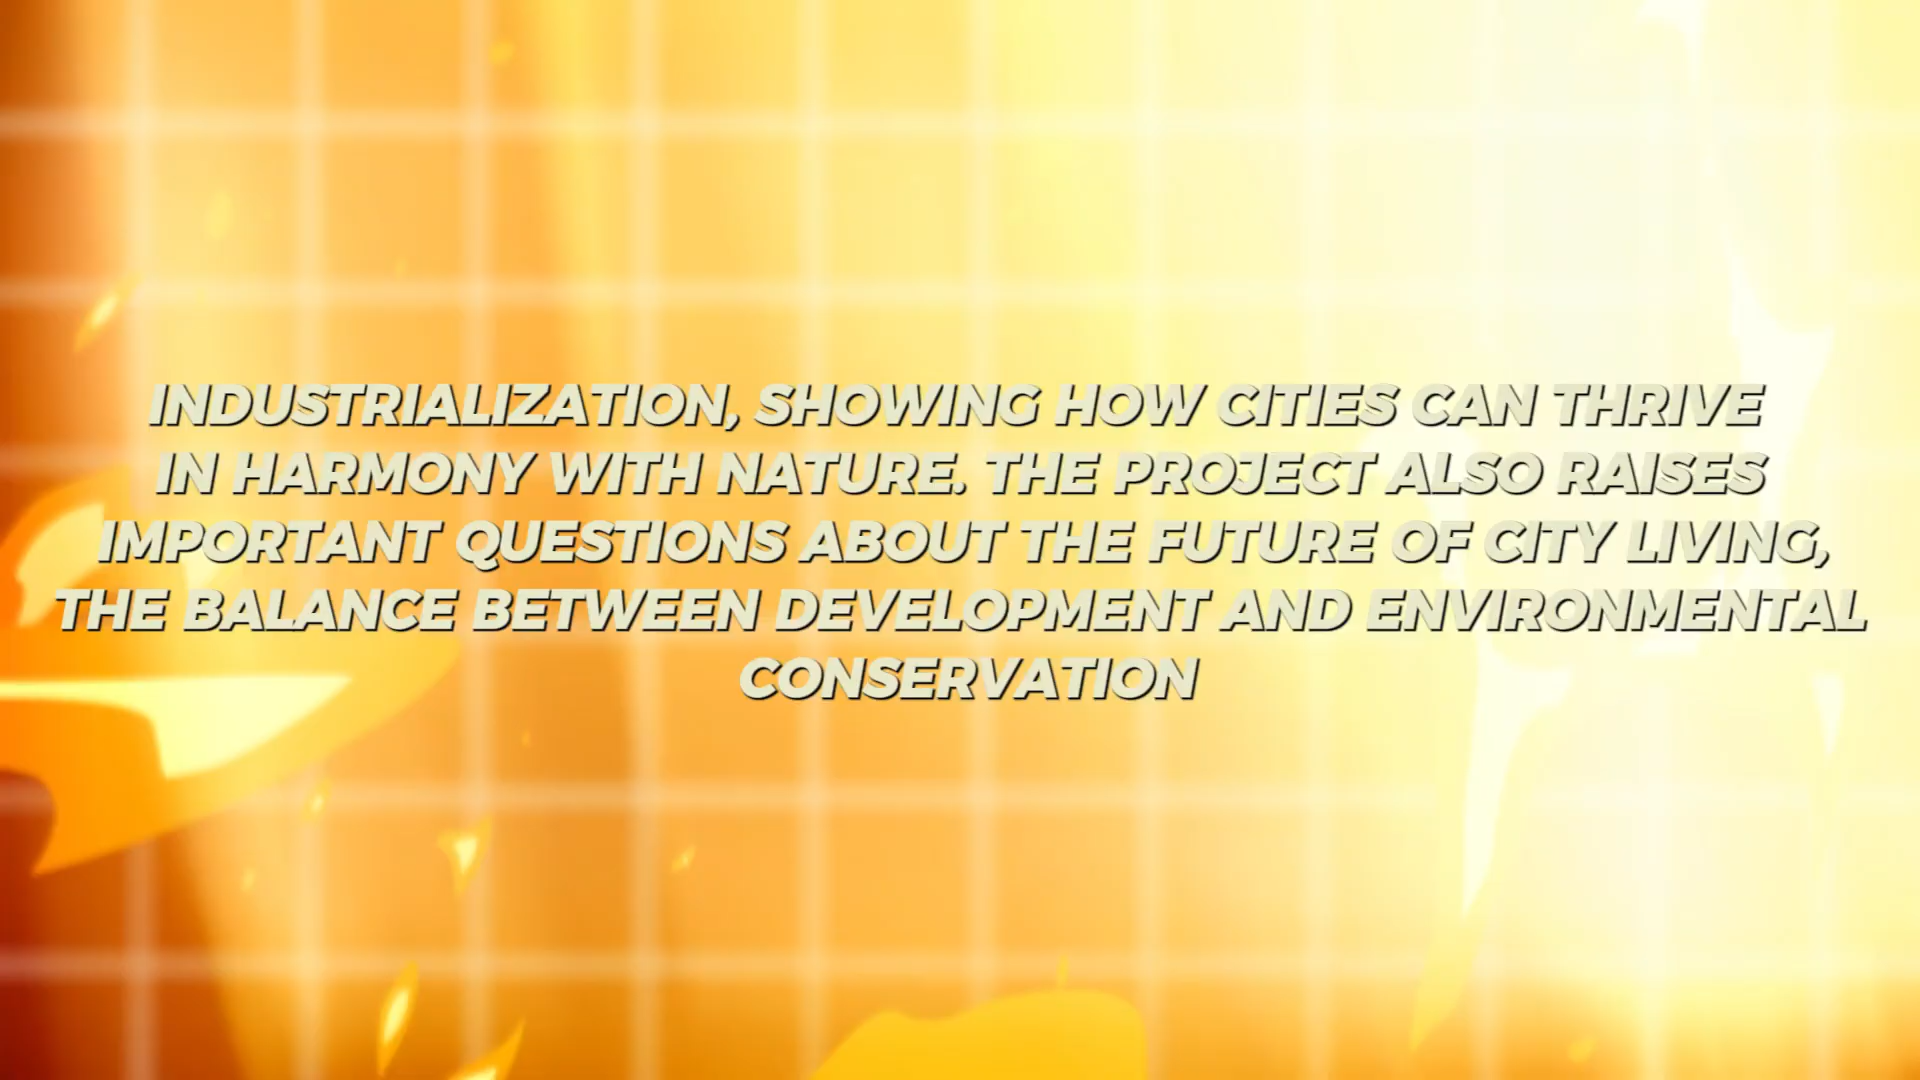 INDUSTRIALIZATION, SHOWING HOW CITIES CAN THRIVE
IN HARMONY WITH NATURE. THE PROJECT ALSO RAISES
IMPORTANT QUESTIONS ABOUT THE FUTURE OF CITY LIVING,
THE BALANCE BETWEEN DEVELOPMENT AND ENVIRONMENTAL
CONSERVATION